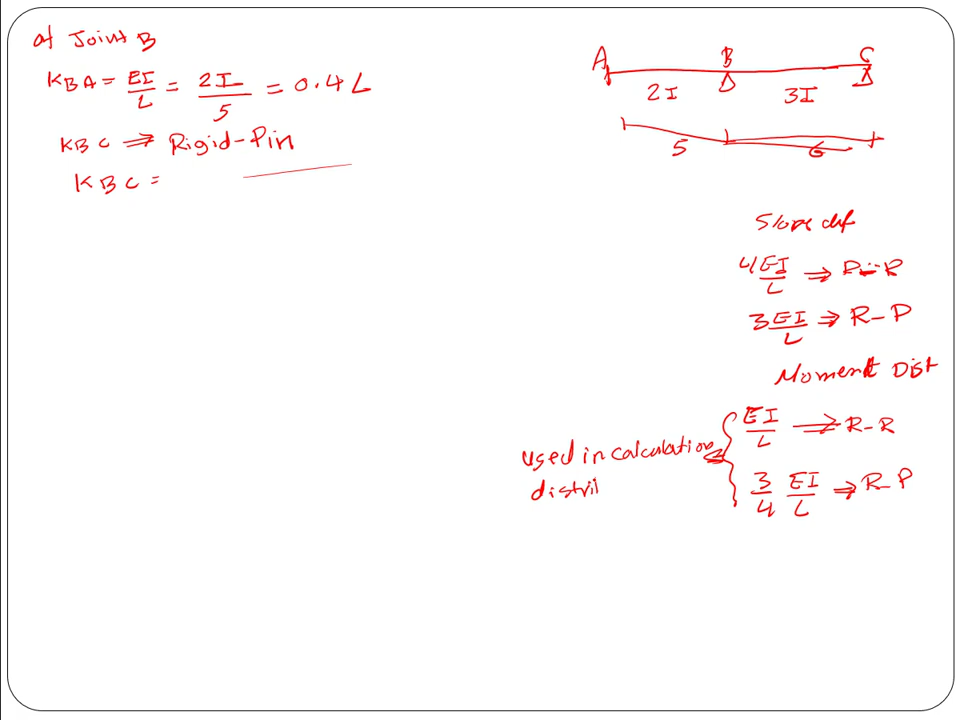 at Joint B
KBA = EI/L = 2I/5 = 0.4 L
KBC ⇒ Rigid-Pin
KBC =
A B C
2I 3I
5 6
Slope def
4EI/L ⇒ R-R
3EI/L ⇒ R-P
Moment Dist
EI/L ⇒ R-R
used in calculation
distri
3/4 EI/L ⇒ R-P